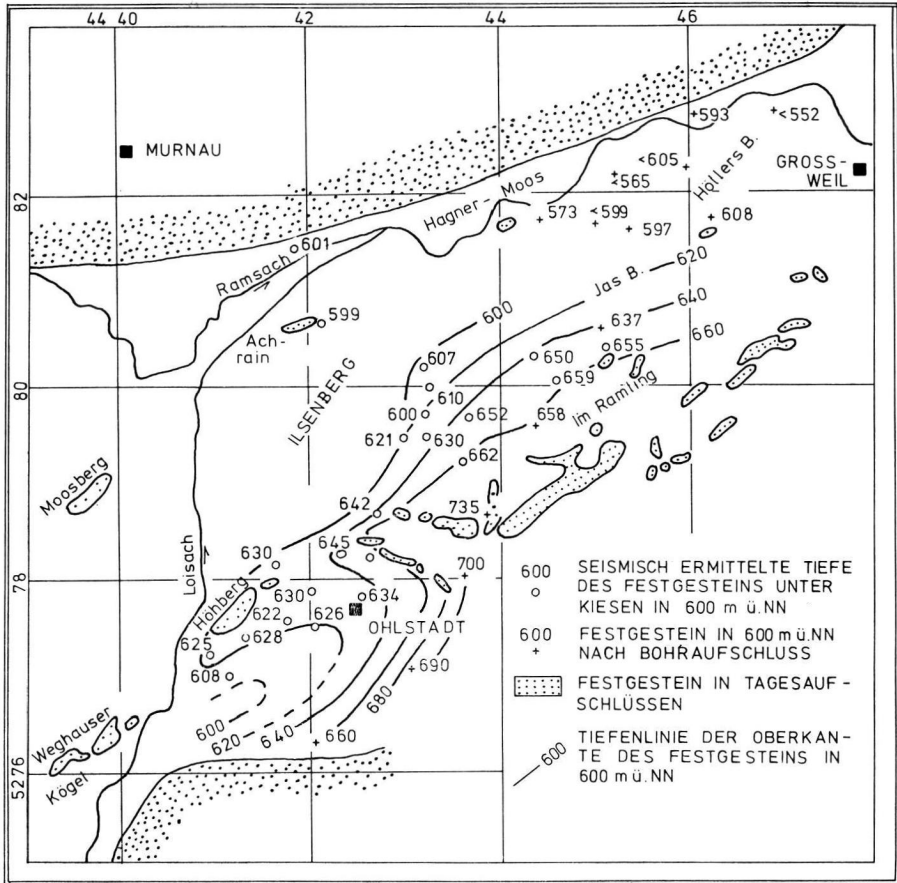 44 40
42
44
46
593
<552
MURNAU
<605
Höllers B.
GROSS-
WEIL
<565
82
Hagner-Moos
573
<599
597
608
601
Ramsach
Jas B.
620
599
600
640
Ach-
rain
637
660
ILSENBERG
607
650
655
80
610
659
600
652
658
im Ramling
621
630
662
Moosberg
642
735
Loisach
630
645
700
78
Höhberg
630
634
622
626
OHLSTADT
628
625
608
690
680
Weghauser
Kögel
600
620
640
660
5276
600
SEISMISCH ERMITTELTE TIEFE
DES FESTGESTEINS UNTER
KIESEN IN 600 m ü.NN
600
FESTGESTEIN IN 600 m ü.NN
NACH BOHRAUFSCHLUSS
FESTGESTEIN IN TAGESAUF-
SCHLÜSSEN
600
TIEFENLINIE DER OBERKAN-
TE DES FESTGESTEINS IN
600 m ü.NN